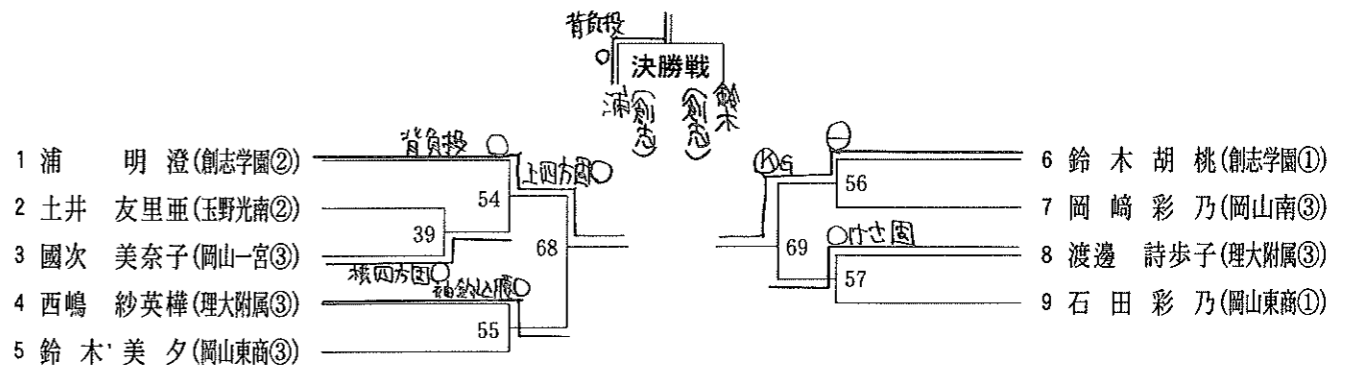 背負投
○
決勝戦
浦(創志) 鈴木(創志)
背負投 ○
1 浦 明 澄(創志学園②)
上四方固○
54
2 土井 友里亜(玉野光南②)
39
68
3 國次 美奈子(岡山一宮③)
横四方固○
袖釣込腰○
4 西嶋 紗英樺(理大附属③)
55
5 鈴 木 美 夕(岡山東商③)
6 鈴 木 胡 桃(創志学園①)
KG
56
7 岡 﨑 彩 乃(岡山南③)
69
○けさ固
8 渡邊 詩歩子(理大附属③)
57
9 石 田 彩 乃(岡山東商①)